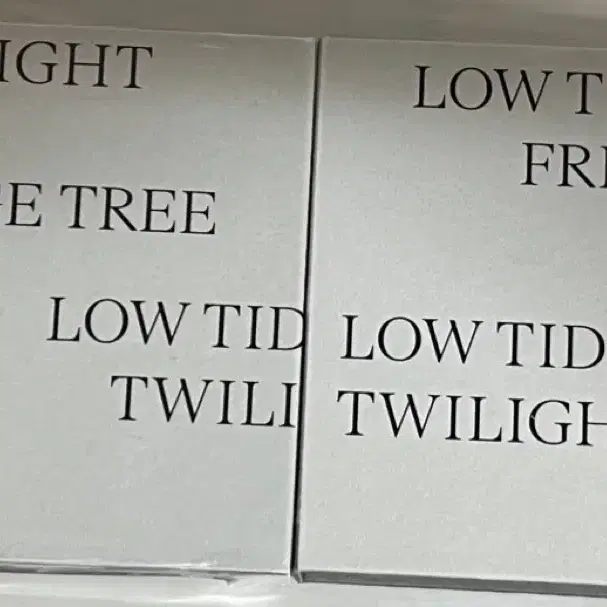 IGHT
E TREE
LOW TID
TWILI
LOW T
FR
LOW TID
TWILIGH